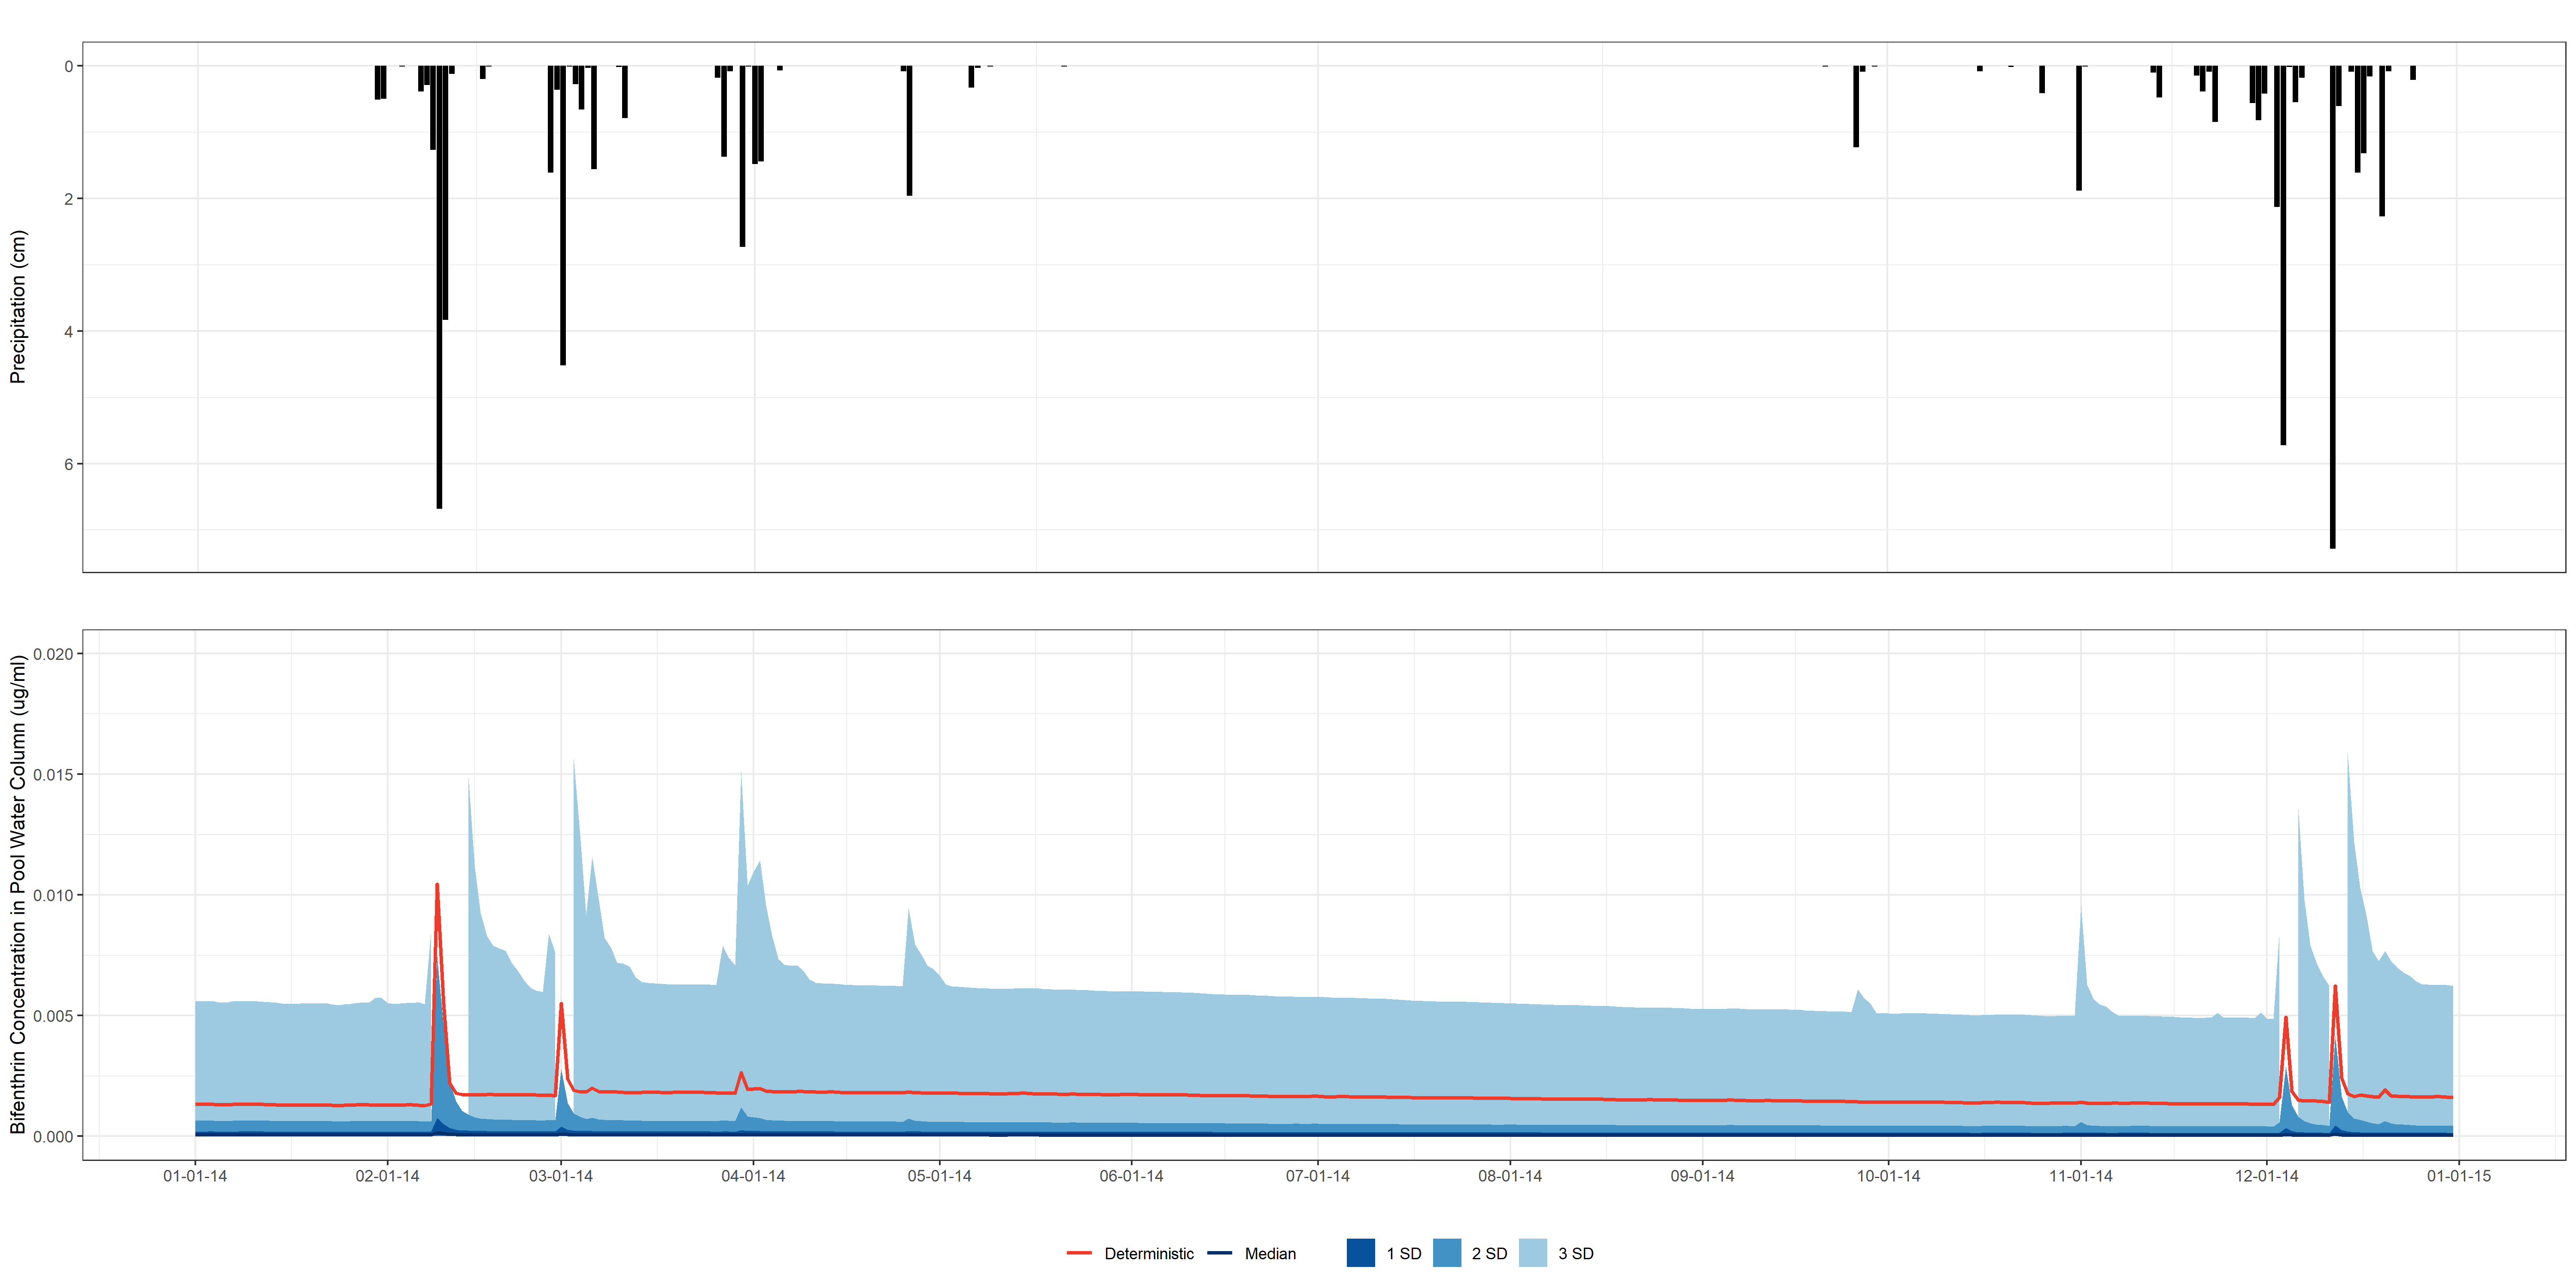 Precipitation (cm)
0
2
4
6
Bifenthrin Concentration in Pool Water Column (ug/ml)
0.020
0.015
0.010
0.005
0.000
01-01-14 02-01-14 03-01-14 04-01-14 05-01-14 06-01-14 07-01-14 08-01-14 09-01-14 10-01-14 11-01-14 12-01-14 01-01-15
Deterministic Median 1 SD 2 SD 3 SD